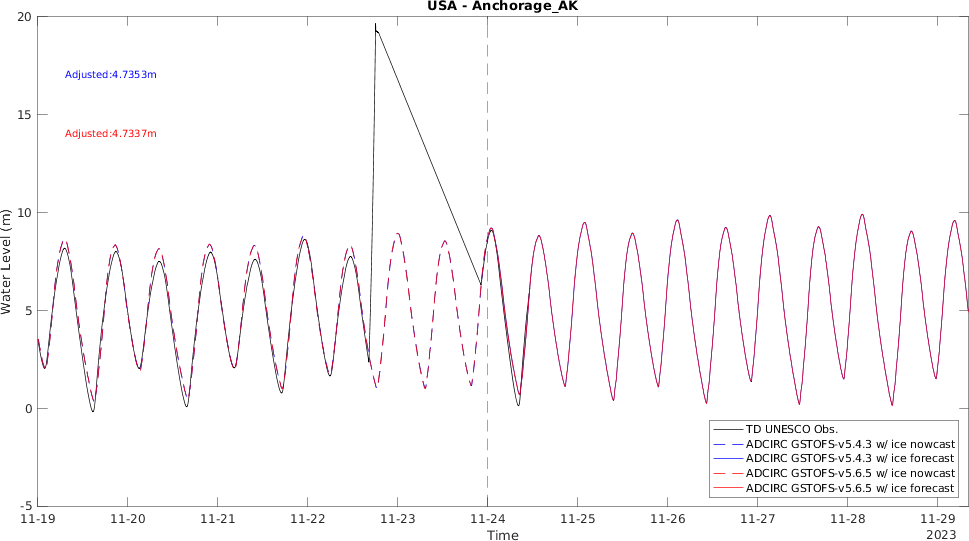 USA - Anchorage_AK
20
15
10
5
0
-5
Water Level (m)
Adjusted:4.7353m
Adjusted:4.7337m
TD UNESCO Obs.
ADCIRC GSTOFS-v5.4.3 w/ ice nowcast
ADCIRC GSTOFS-v5.4.3 w/ ice forecast
ADCIRC GSTOFS-v5.6.5 w/ ice nowcast
ADCIRC GSTOFS-v5.6.5 w/ ice forecast
11-19 11-20 11-21 11-22 11-23 11-24 11-25 11-26 11-27 11-28 11-29
2023
Time